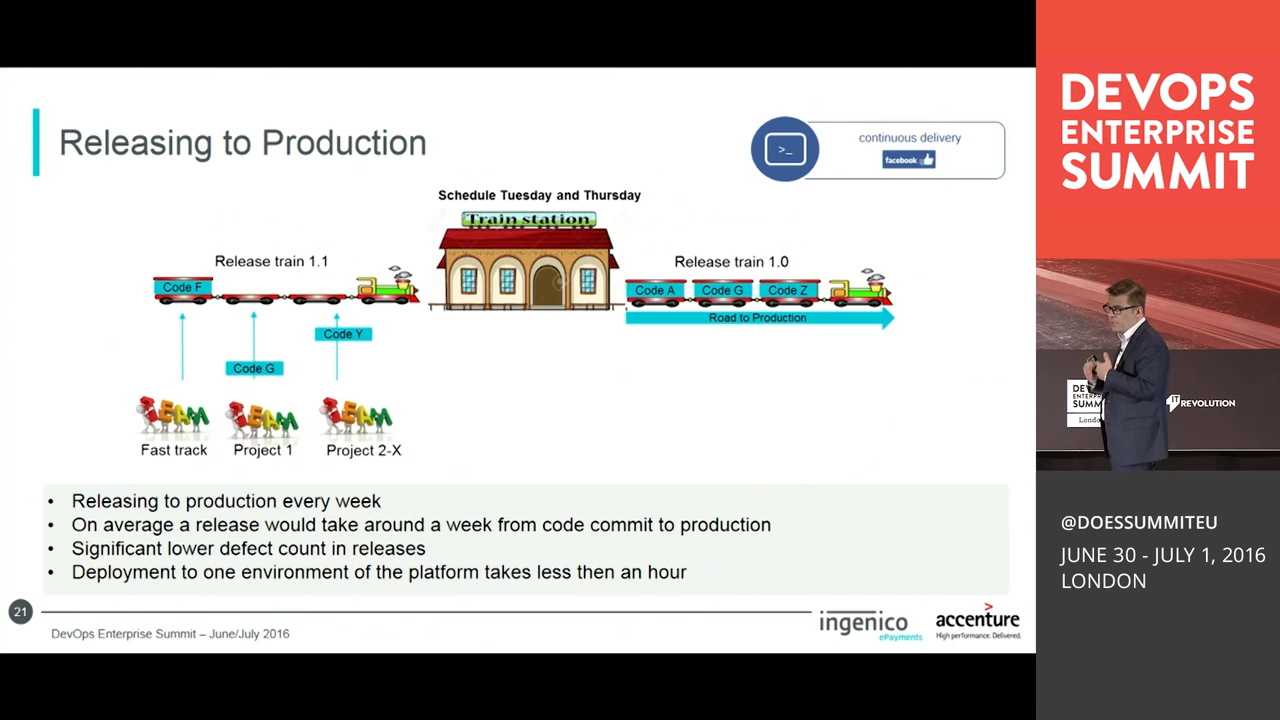 Releasing to Production
>_
continuous delivery
facebook
Schedule Tuesday and Thursday
Train station
Release train 1.1
Release train 1.0
Code F
Code A
Code G
Code Z
Road to Production
Code Y
Code G
TEAM
TEAM
TEAM
Fast track
Project 1
Project 2-X
• Releasing to production every week
• On average a release would take around a week from code commit to production
• Significant lower defect count in releases
• Deployment to one environment of the platform takes less then an hour
21
DevOps Enterprise Summit – June/July 2016
ingenico
ePayments
accenture
High performance. Delivered.
DEVOPS
ENTERPRISE
SUMMIT
IT REVOLUTION
@DOESSUMMITEU
JUNE 30 - JULY 1, 2016
LONDON